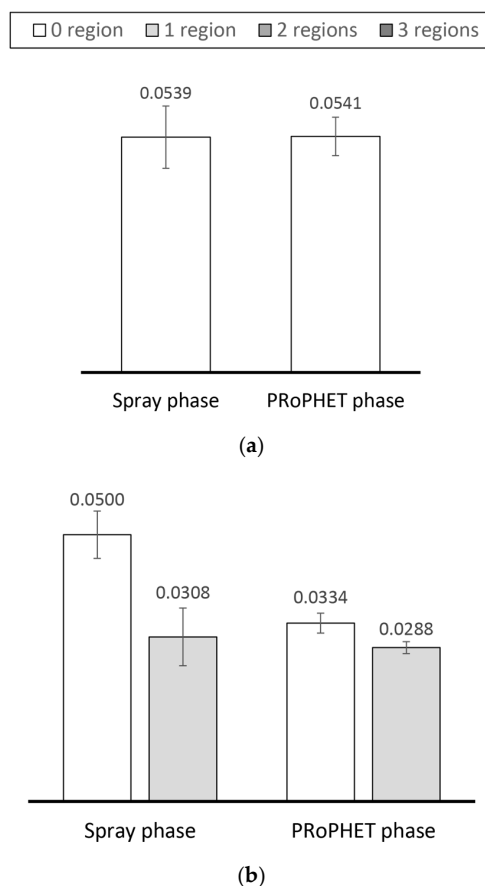 0 region 1 region 2 regions 3 regions
0.0539 0.0541
Spray phase PRoPHET phase
(a)
0.0500 0.0308 0.0334 0.0288
Spray phase PRoPHET phase
(b)